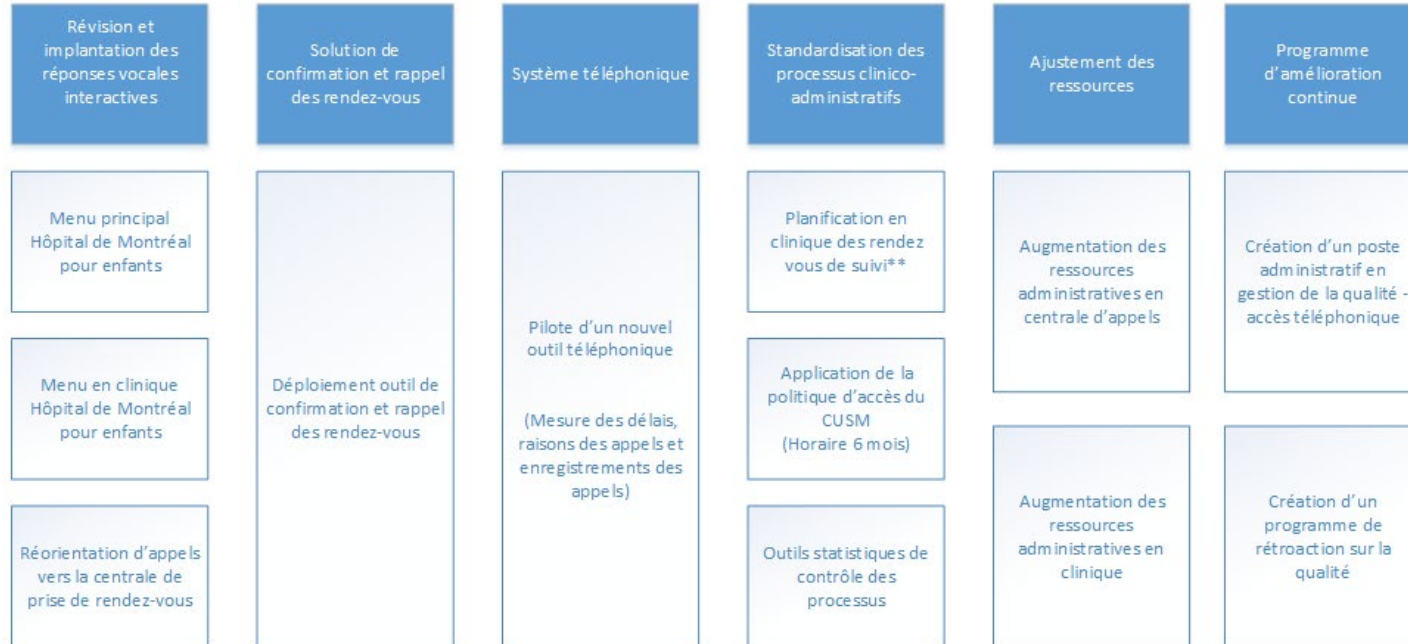 Révision et
implantation des
réponses vocales
interactives
Solution de
confirmation et rappel
des rendez-vous
Système téléphonique
Standardisation des
processus clinico-
administratifs
Ajustement des
ressources
Programme
d'amélioration
continue
Menu principal
Hôpital de Montréal
pour enfants
Menu en clinique
Hôpital de Montréal
pour enfants
Réorientation d'appels
vers la centrale de
prise de rendez-vous
Déploiement outil de
confirmation et rappel
des rendez-vous
Pilote d'un nouvel
outil téléphonique
(Mesure des délais,
raisons des appels et
enregistrements des
appels)
Planification en
clinique des rendez
vous de suivi**
Application de la
politique d'accès du
CUSM
(Horaire 6 mois)
Outils statistiques de
contrôle des
processus
Augmentation des
ressources
administratives en
centrale d'appels
Augmentation des
ressources
administratives en
clinique
Création d'un poste
administratif en
gestion de la qualité -
accès téléphonique
Création d'un
programme de
rétroaction sur la
qualité